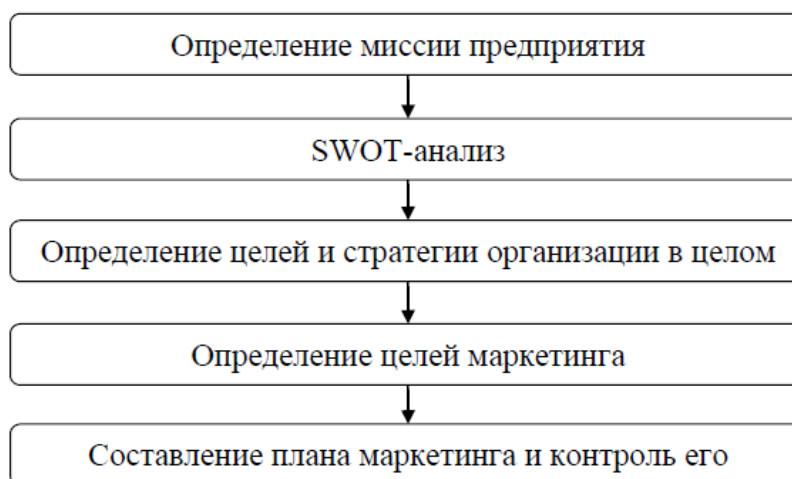 Определение миссии предприятия
SWOT-анализ
Определение целей и стратегии организации в целом
Определение целей маркетинга
Составление плана маркетинга и контроль его